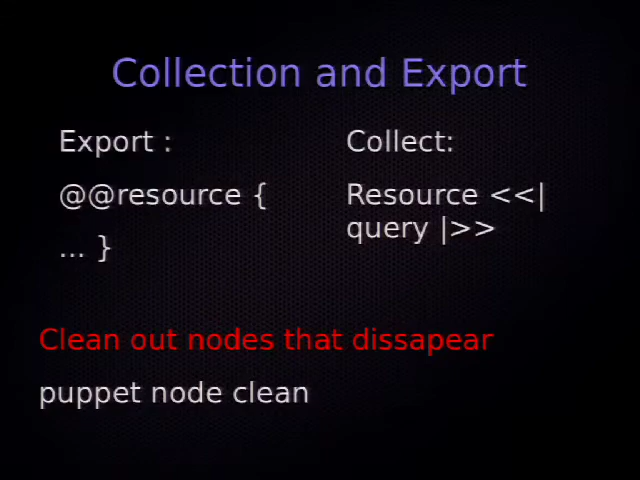 Collection and Export
Export :
@@resource {
... }
Collect:
Resource <<|
query |>>
Clean out nodes that dissapear
puppet node clean